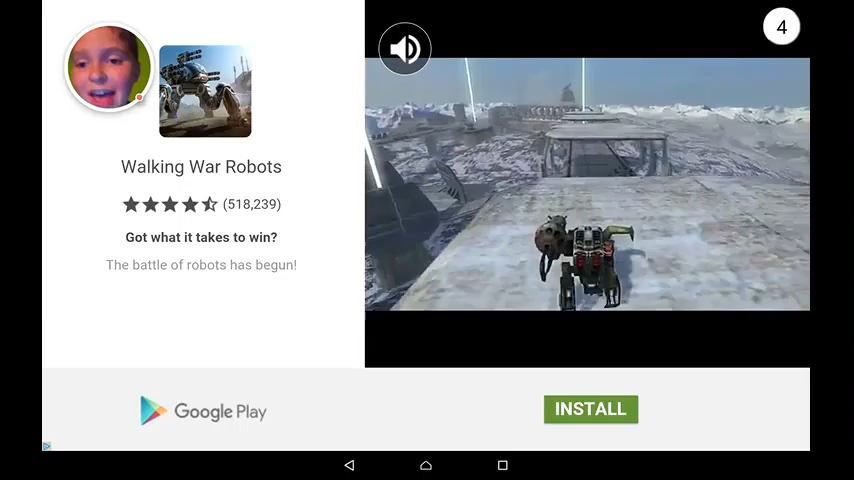 4
Walking War Robots
(518,239)
Got what it takes to win?
The battle of robots has begun!
Google Play
INSTALL